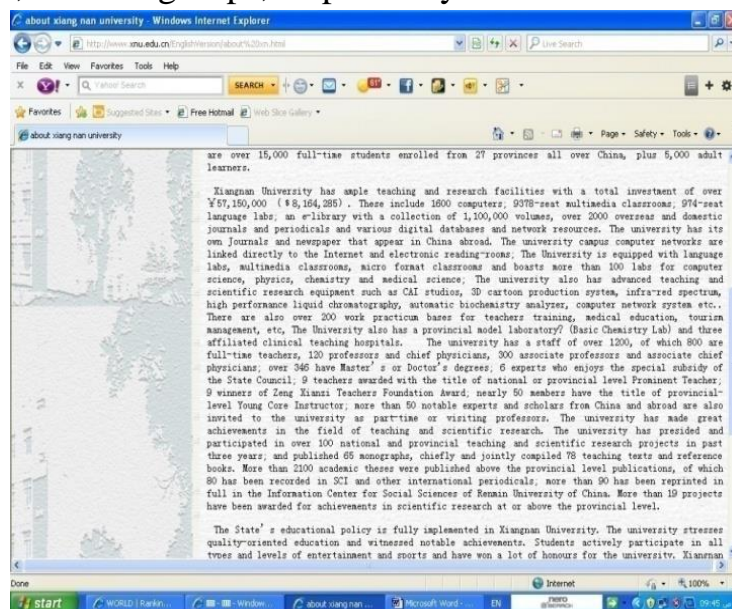 about xiang nan university - Windows Internet Explorer
http://www.xnu.edu.cn/EnglishVersion/about%20xn.html
Live Search
File Edit View Favorites Tools Help
Yahoo! Search
SEARCH
Favorites Suggested Sites Free Hotmail Web Slice Gallery
about xiang nan university
Page Safety Tools
are over 15,000 full-time students enrolled from 27 provinces all over China, plus 5,000 adult
learners.
Xiangnan University has ample teaching and research facilities with a total investment of over
¥57,150,000 ($8,164,285). These include 1600 computers; 9378-seat multimedia classrooms; 974-seat
language labs; an e-library with a collection of 1,100,000 volumes, over 2000 overseas and domestic
journals and periodicals and various digital databases and network resources. The university has its
own Journals and newspaper that appear in China abroad. The university campus computer networks are
linked directly to the Internet and electronic reading-rooms; The University is equipped with language
labs, multimedia classrooms, micro format classrooms and boasts more than 100 labs for computer
science, physics, chemistry and medical science; The university also has advanced teaching and
scientific research equipment such as CAI studios, 3D cartoon production system, infra-red spectrum,
high performance liquid chromatography, automatic biochemistry analyzer, computer network system etc..
There are also over 200 work practicum bases for teachers training, medical education, tourism
management, etc, The University also has a provincial model laboratory? (Basic Chemistry Lab) and three
affiliated clinical teaching hospitals. The university has a staff of over 1200, of which 800 are
full-time teachers, 120 professors and chief physicians, 300 associate professors and associate chief
physicians; over 346 have Master's or Doctor's degrees; 6 experts who enjoys the special subsidy of
the State Council; 9 teachers awarded with the title of national or provincial level Prominent Teacher;
9 winners of Zeng Xianzi Teachers Foundation Award; nearly 50 members have the title of provincial-
level Young Core Instructor; more than 50 notable experts and scholars from China and abroad are also
invited to the university as part-time or visiting professors. The university has made great
achievements in the field of teaching and scientific research. The university has presided and
participated in over 100 national and provincial teaching and scientific research projects in past
three years; and published 65 monographs, chiefly and jointly compiled 78 teaching texts and reference
books. More than 2100 academic theses were published above the provincial level publications, of which
80 has been recorded in SCI and other international periodicals; more than 90 has been reprinted in
full in the Information Center for Social Sciences of Renmin University of China. More than 19 projects
have been awarded for achievements in scientific research at or above the provincial level.
The State's educational policy is fully implemented in Xiangnan University. The university stresses
quality-oriented education and witnessed notable achievements. Students actively participate in all
types and levels of entertainment and sports and have won a lot of honours for the university. Xiangnan
Done Internet 100%
start WORLD | Rankin... - Window... about xiang nan ... Microsoft Word - ... EN nero 09:45